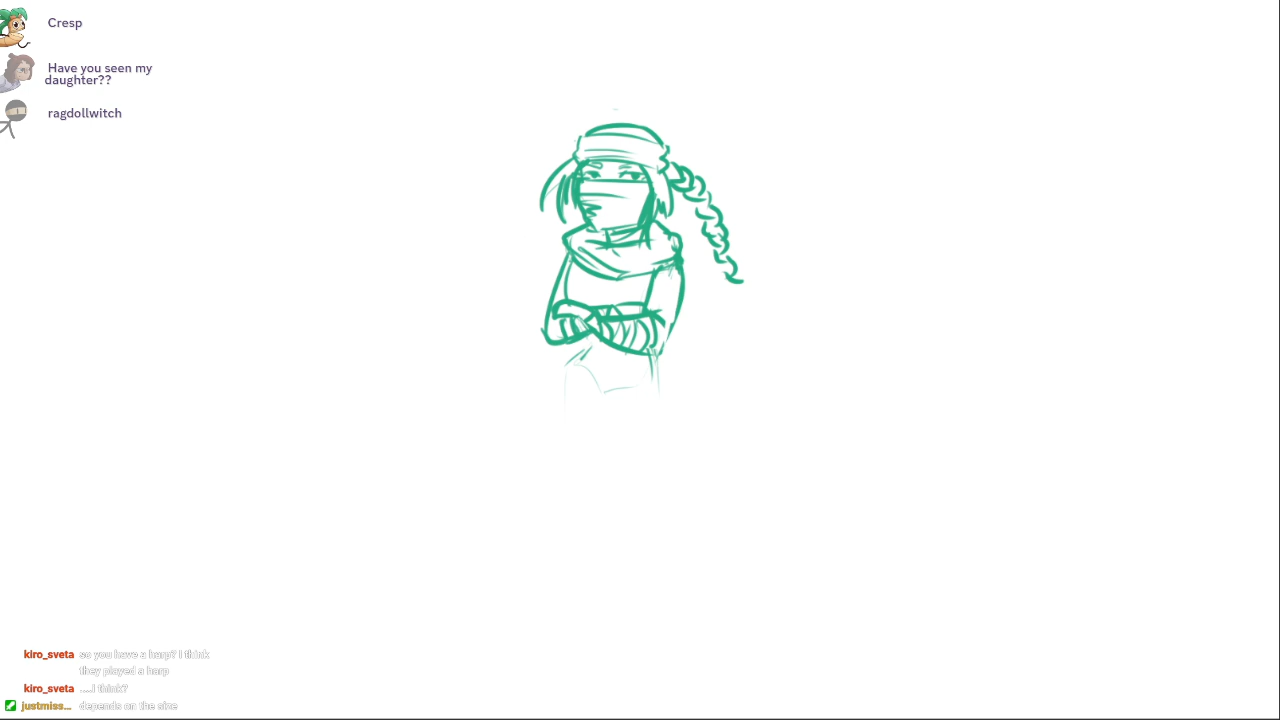 Cresp
Have you seen my
daughter??
ragdollwitch
kiro_sveta so you have a harp? I think
they played a harp
kiro_sveta ....I think?
justmiss... depends on the size